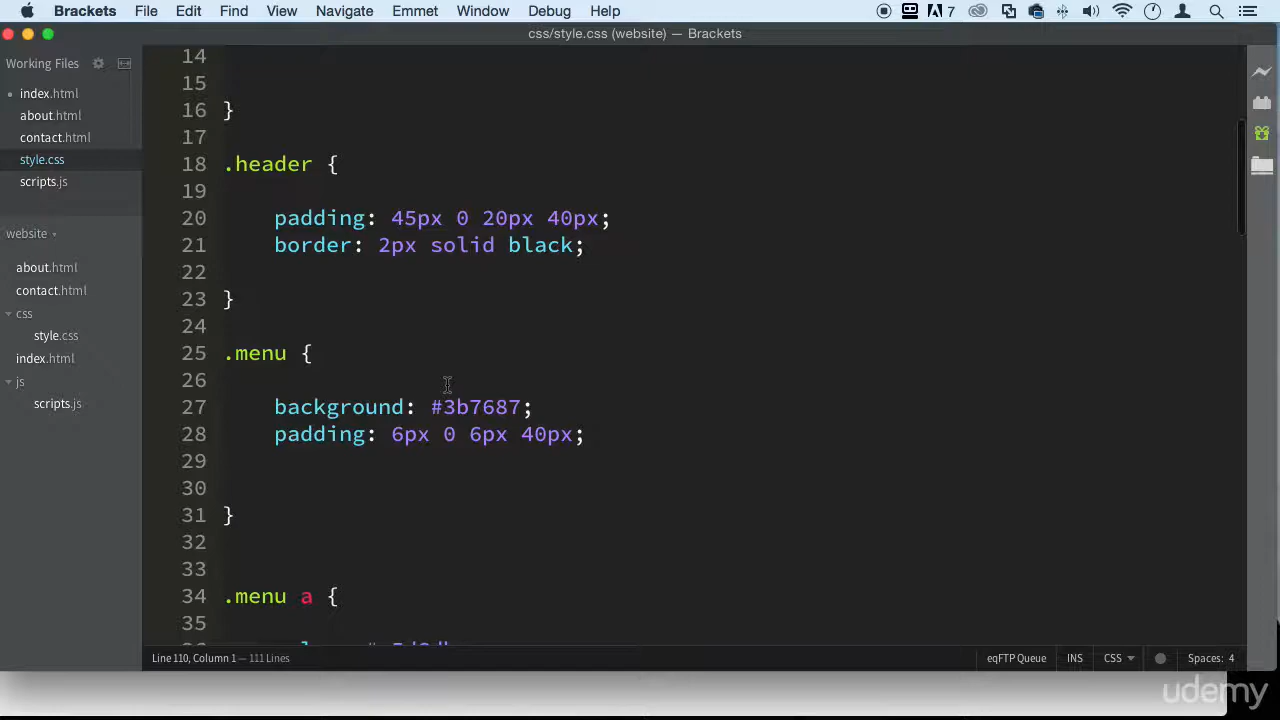 Brackets File Edit Find View Navigate Emmet Window Debug Help 7
css/style.css (website) — Brackets
Working Files
index.html
about.html
contact.html
style.css
scripts.js
website
about.html
contact.html
css
style.css
index.html
js
scripts.js
14
15
16 }
17
18 .header {
19
20 padding: 45px 0 20px 40px;
21 border: 2px solid black;
22
23 }
24
25 .menu {
26
27 background: #3b7687;
28 padding: 6px 0 6px 40px;
29
30
31 }
32
33
34 .menu a {
35
Line 110, Column 1 — 111 Lines
eqFTP Queue INS CSS Spaces: 4
udemy